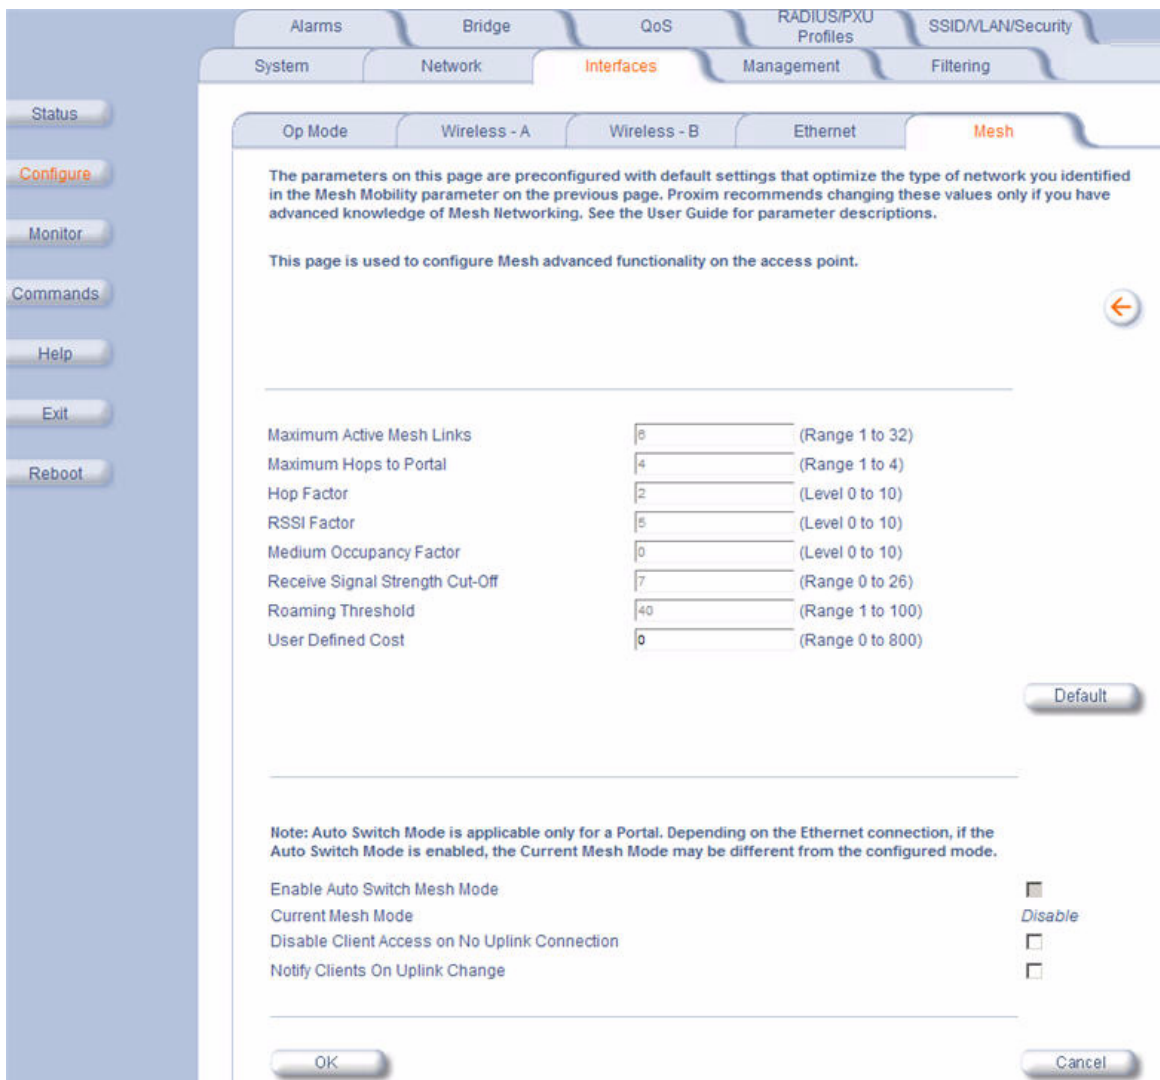 Alarms
Bridge
QoS
RADIUS/PXU
Profiles
SSID/VLAN/Security
System
Network
Interfaces
Management
Filtering
Status
Configure
Monitor
Commands
Help
Exit
Reboot
Op Mode
Wireless - A
Wireless - B
Ethernet
Mesh
The parameters on this page are preconfigured with default settings that optimize the type of network you identified
in the Mesh Mobility parameter on the previous page. Proxim recommends changing these values only if you have
advanced knowledge of Mesh Networking. See the User Guide for parameter descriptions.
This page is used to configure Mesh advanced functionality on the access point.
Maximum Active Mesh Links 6 (Range 1 to 32)
Maximum Hops to Portal 4 (Range 1 to 4)
Hop Factor 2 (Level 0 to 10)
RSSI Factor 5 (Level 0 to 10)
Medium Occupancy Factor 0 (Level 0 to 10)
Receive Signal Strength Cut-Off 7 (Range 0 to 26)
Roaming Threshold 40 (Range 1 to 100)
User Defined Cost 0 (Range 0 to 800)
Default
Note: Auto Switch Mode is applicable only for a Portal. Depending on the Ethernet connection, if the
Auto Switch Mode is enabled, the Current Mesh Mode may be different from the configured mode.
Enable Auto Switch Mesh Mode
Current Mesh Mode Disable
Disable Client Access on No Uplink Connection
Notify Clients On Uplink Change
OK
Cancel